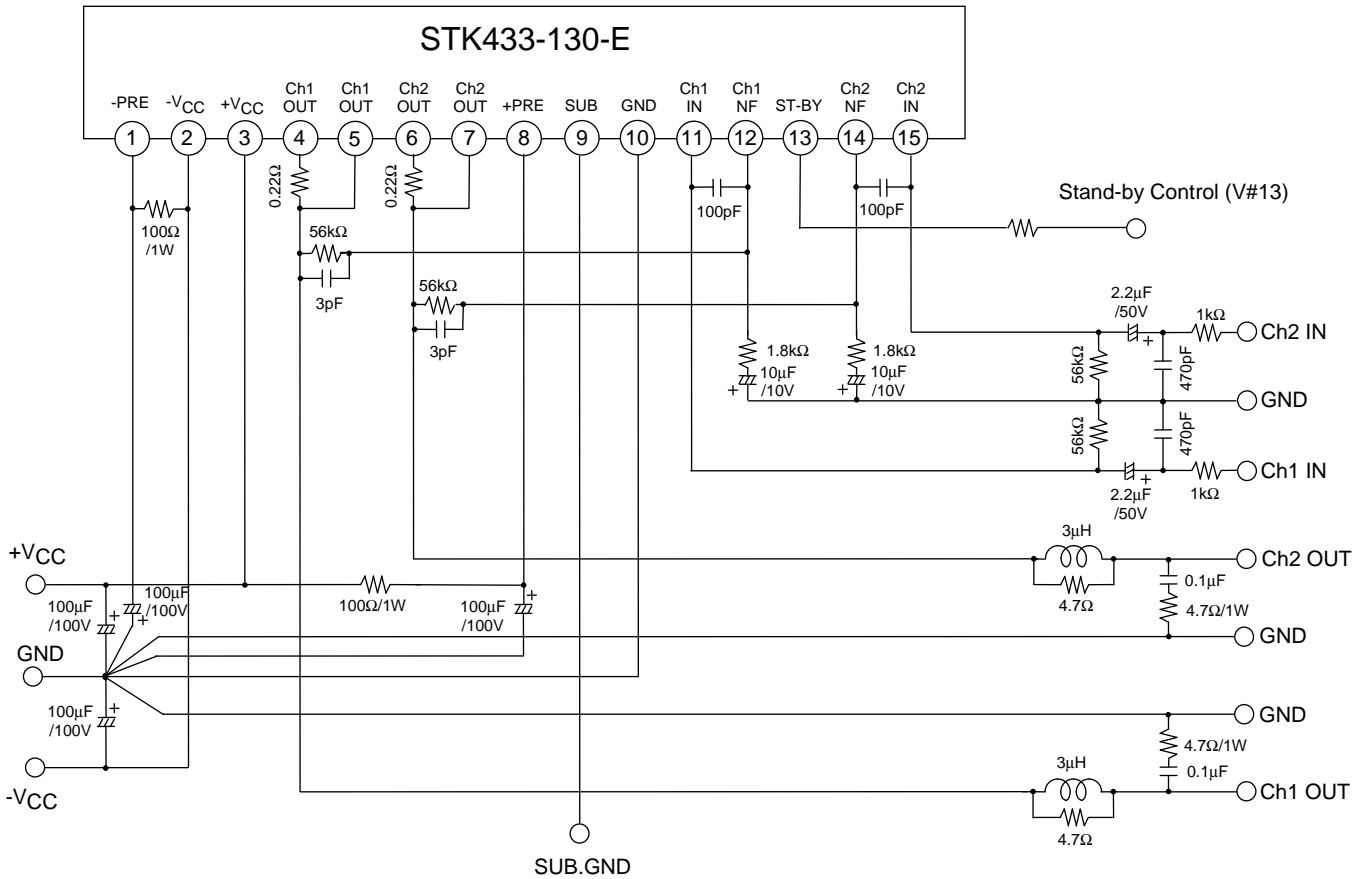 STK433-130-E
-PRE
-VCC
+VCC
Ch1
OUT
Ch1
OUT
Ch2
OUT
Ch2
OUT
+PRE
SUB
GND
Ch1
IN
Ch1
NF
ST-BY
Ch2
NF
Ch2
IN
1
2
3
4
5
6
7
8
9
10
11
12
13
14
15
0.22Ω
0.22Ω
100pF
100pF
Stand-by Control (V#13)
100Ω
/1W
56kΩ
3pF
56kΩ
3pF
1.8kΩ
10µF
/10V
+
1.8kΩ
10µF
/10V
+
2.2µF
/50V
+
1kΩ
Ch2 IN
56kΩ
470pF
GND
56kΩ
470pF
Ch1 IN
2.2µF
/50V
+
1kΩ
3µH
4.7Ω
Ch2 OUT
0.1µF
4.7Ω/1W
GND
+VCC
100µF
/100V
+
100µF
/100V
+
100Ω/1W
100µF
/100V
+
GND
100µF
/100V
+
-VCC
GND
4.7Ω/1W
0.1µF
3µH
4.7Ω
Ch1 OUT
SUB.GND